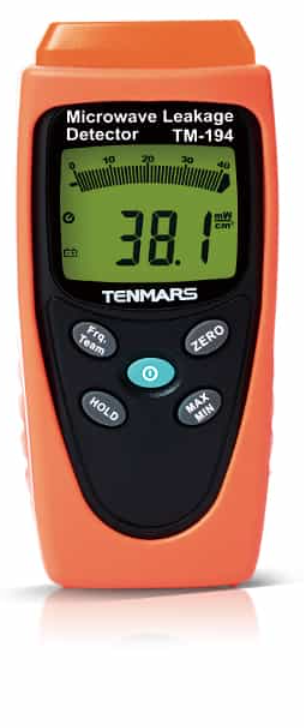 Microwave Leakage
Detector TM-194
0 10 20 30 40
38.1 mW
cm²
TENMARS
Frq.
Team
ZERO
HOLD
MAX
MIN